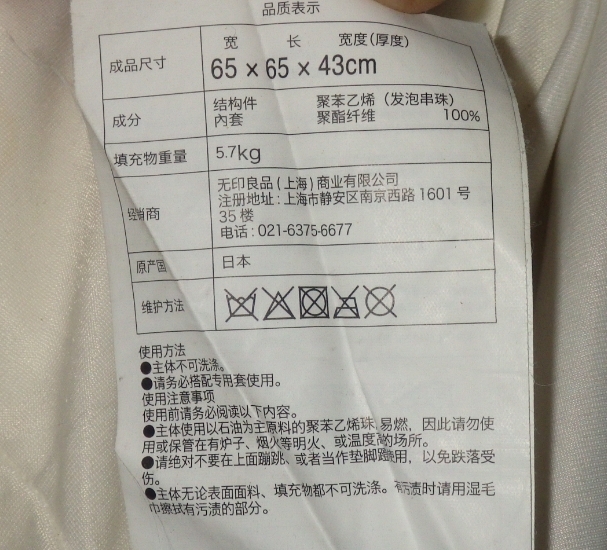 品质表示
宽 长 宽度(厚度)
成品尺寸 65 × 65 × 43cm
成分 结构件 聚苯乙烯（发泡串珠）
内套 聚酯纤维 100%
填充物重量 5.7kg
无印良品(上海)商业有限公司
注册地址:上海市静安区南京西路 1601 号
经销商 35 楼
电话:021-6375-6677
原产国 日本
维护方法
使用方法
●主体不可洗涤。
●请务必搭配专用套使用。
使用注意事项
使用前请务必阅读以下内容。
●主体使用以石油为主原料的聚苯乙烯珠,易燃，因此请勿使
用或保管在有炉子、烟火等明火、或温度高的场所。
●请绝对不要在上面蹦跳、或者当作垫脚蹬用，以免跌落受
伤。
●主体无论表面面料、填充物都不可洗涤。有污渍时请用湿毛
巾擦拭有污渍的部分。